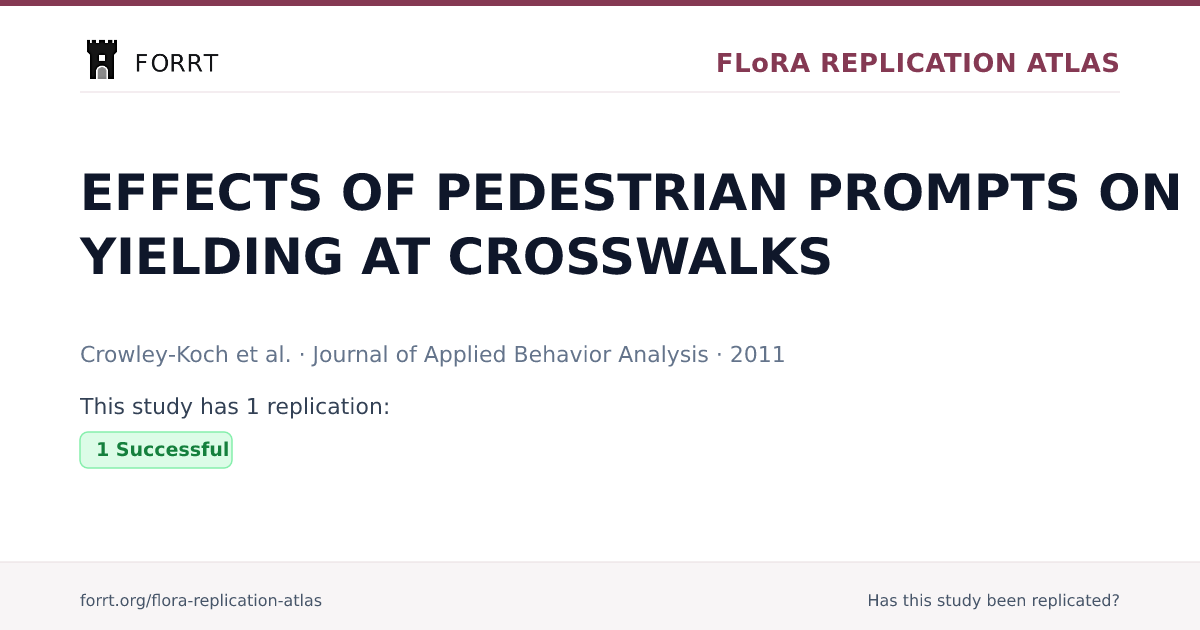 FORRT
FLoRA REPLICATION ATLAS
EFFECTS OF PEDESTRIAN PROMPTS ON
YIELDING AT CROSSWALKS
Crowley-Koch et al. · Journal of Applied Behavior Analysis · 2011
This study has 1 replication:
1 Successful
forrt.org/flora-replication-atlas
Has this study been replicated?